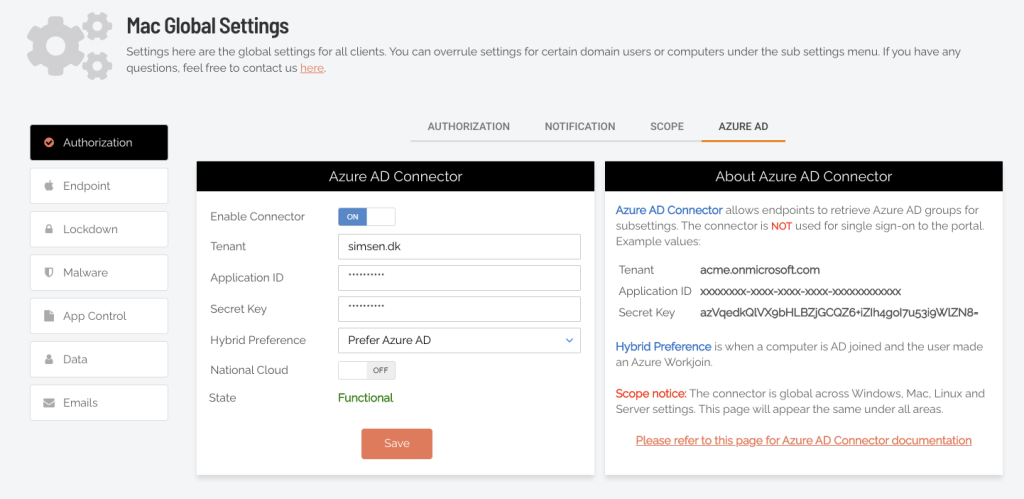 Mac Global Settings
Settings here are the global settings for all clients. You can overrule settings for certain domain users or computers under the sub settings menu. If you have any
questions, feel free to contact us here.
AUTHORIZATION NOTIFICATION SCOPE AZURE AD
Authorization
Endpoint
Lockdown
Malware
App Control
Data
Emails
Azure AD Connector
Enable Connector ON
Tenant simsen.dk
Application ID ••••••••••
Secret Key ••••••••••
Hybrid Preference Prefer Azure AD
National Cloud OFF
State Functional
Save
About Azure AD Connector
Azure AD Connector allows endpoints to retrieve Azure AD groups for
subsettings. The connector is NOT used for single sign-on to the portal.
Example values:
Tenant acme.onmicrosoft.com
Application ID xxxxxxxx-xxxx-xxxx-xxxx-xxxxxxxxxxxx
Secret Key azVqedkQlVX9bHLBZjGCQZ6+iZIh4goI7u53i9WlZN8=
Hybrid Preference is when a computer is AD joined and the user made
an Azure Workjoin.
Scope notice: The connector is global across Windows, Mac, Linux and
Server settings. This page will appear the same under all areas.
Please refer to this page for Azure AD Connector documentation